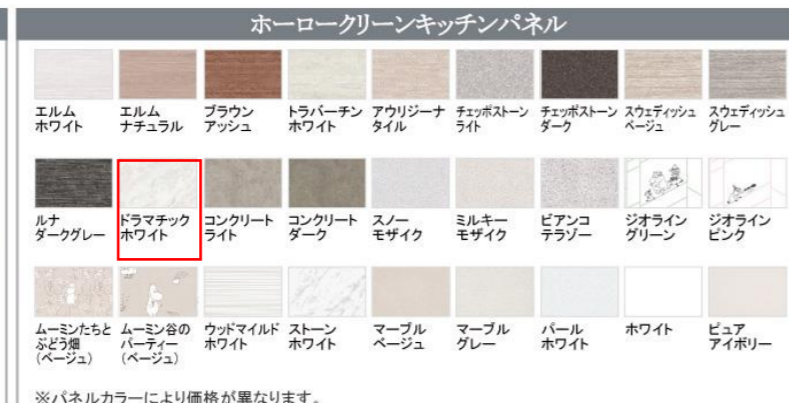 ホーロークリーンキッチンパネル
エルム
ホワイト
エルム
ナチュラル
ブラウン
アッシュ
トラバーチン
ホワイト
アウリジーナ
タイル
チェッポストーン
ライト
チェッポストーン
ダーク
スウェディッシュ
ベージュ
スウェディッシュ
グレー
ルナ
ダークグレー
ドラマチック
ホワイト
コンクリート
ライト
コンクリート
ダーク
スノー
モザイク
ミルキー
モザイク
ビアンコ
テラゾー
ジオライン
グリーン
ジオライン
ピンク
ムーミンたちと
ぶどう畑
(ベージュ)
ムーミン谷の
パーティー
(ベージュ)
ウッドマイルド
ホワイト
ストーン
ホワイト
マーブル
ベージュ
マーブル
グレー
パール
ホワイト
ホワイト
ピュア
アイボリー
※パネルカラーにより価格が異なります。